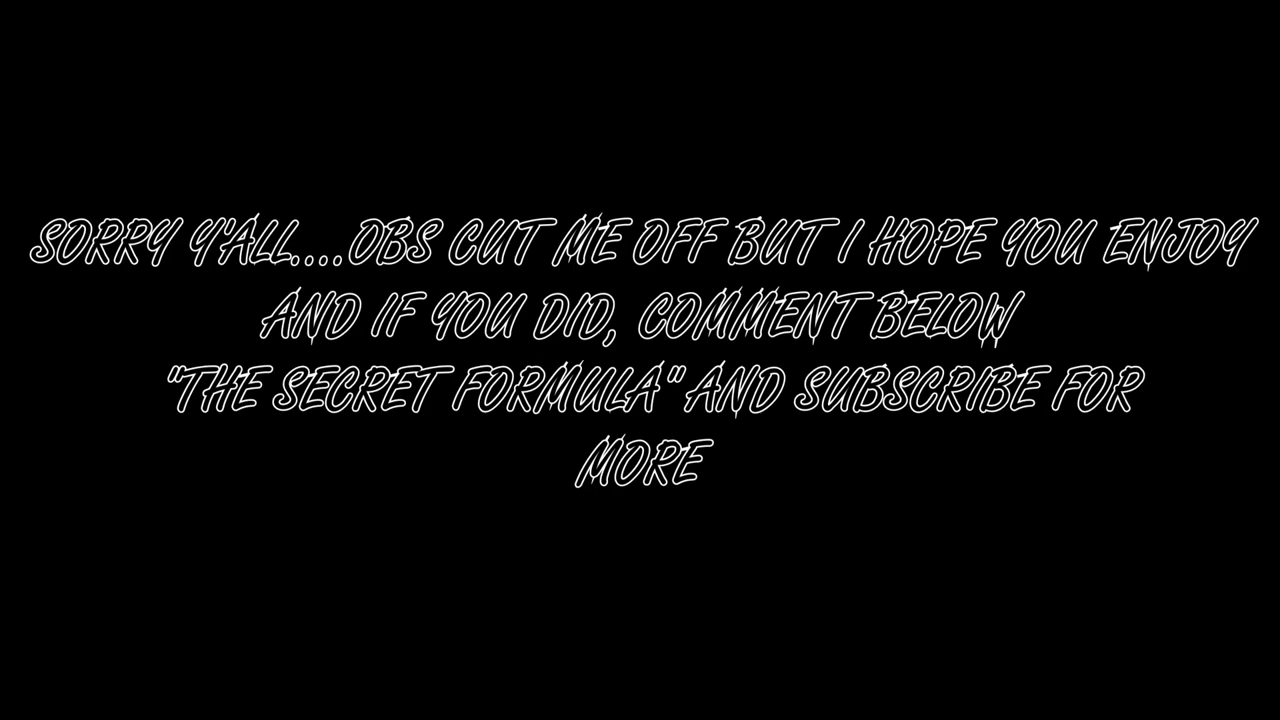 SORRY Y'ALL....OBS CUT ME OFF BUT I HOPE YOU ENJOY
AND IF YOU DID, COMMENT BELOW
"THE SECRET FORMULA" AND SUBSCRIBE FOR
MORE